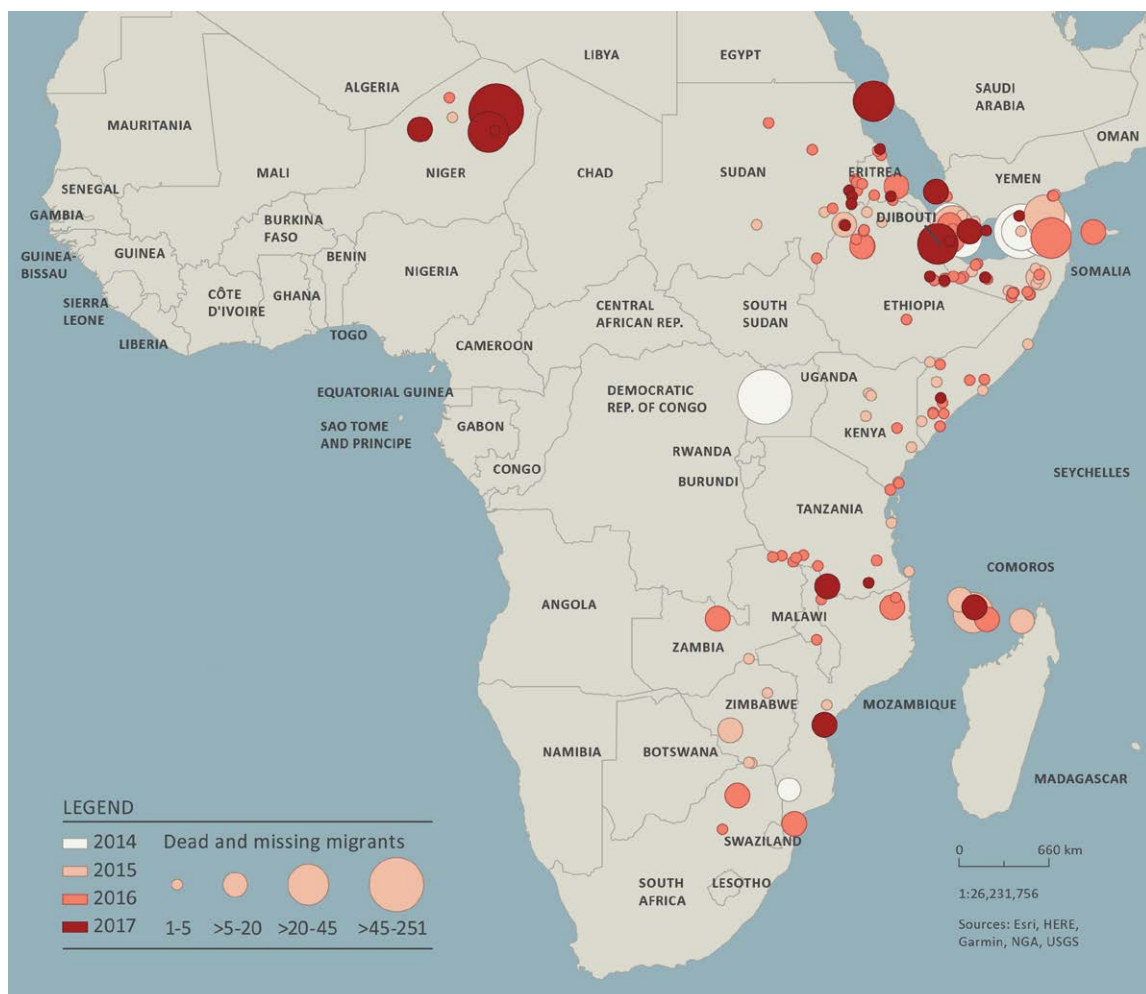 LIBYA
EGYPT
ALGERIA
SAUDI
ARABIA
MAURITANIA
OMAN
MALI
NIGER
CHAD
SUDAN
ERITREA
YEMEN
SENEGAL
GAMBIA
BURKINA
FASO
DJIBOUTI
GUINEA-
BISSAU
GUINEA
BENIN
NIGERIA
SOMALIA
SIERRA
LEONE
CÔTE
D'IVOIRE
GHANA
CENTRAL
AFRICAN REP.
SOUTH
SUDAN
ETHIOPIA
LIBERIA
TOGO
CAMEROON
UGANDA
EQUATORIAL GUINEA
DEMOCRATIC
REP. OF CONGO
SAO TOME
AND PRINCIPE
GABON
KENYA
RWANDA
CONGO
BURUNDI
SEYCHELLES
TANZANIA
COMOROS
ANGOLA
MALAWI
ZAMBIA
ZIMBABWE
MOZAMBIQUE
NAMIBIA
BOTSWANA
MADAGASCAR
SWAZILAND
SOUTH
AFRICA
LESOTHO
LEGEND
2014
2015
2016
2017
Dead and missing migrants
1-5 >5-20 >20-45 >45-251
0 660 km
1:26,231,756
Sources: Esri, HERE,
Garmin, NGA, USGS